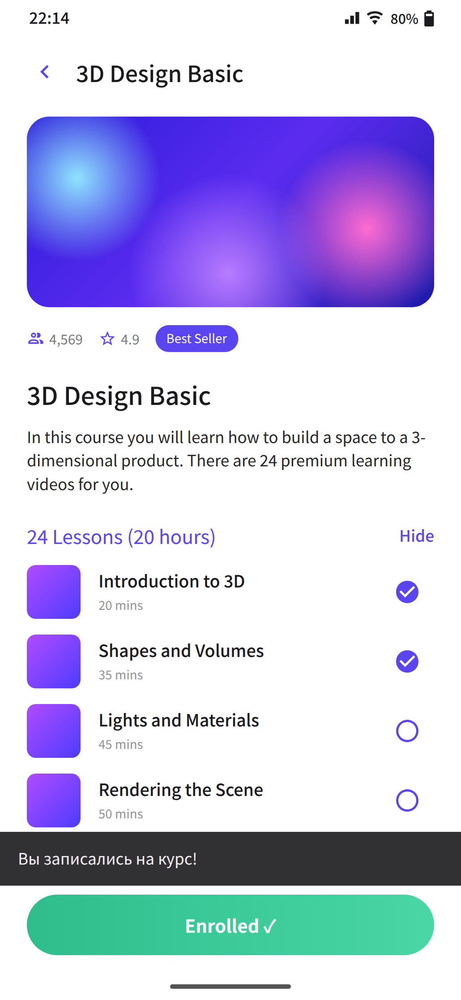 22:14
80%
3D Design Basic
4,569
4.9
Best Seller
3D Design Basic
In this course you will learn how to build a space to a 3-
dimensional product. There are 24 premium learning
videos for you.
24 Lessons (20 hours)
Hide
Introduction to 3D
20 mins
Shapes and Volumes
35 mins
Lights and Materials
45 mins
Rendering the Scene
50 mins
Вы записались на курс!
Enrolled ✓